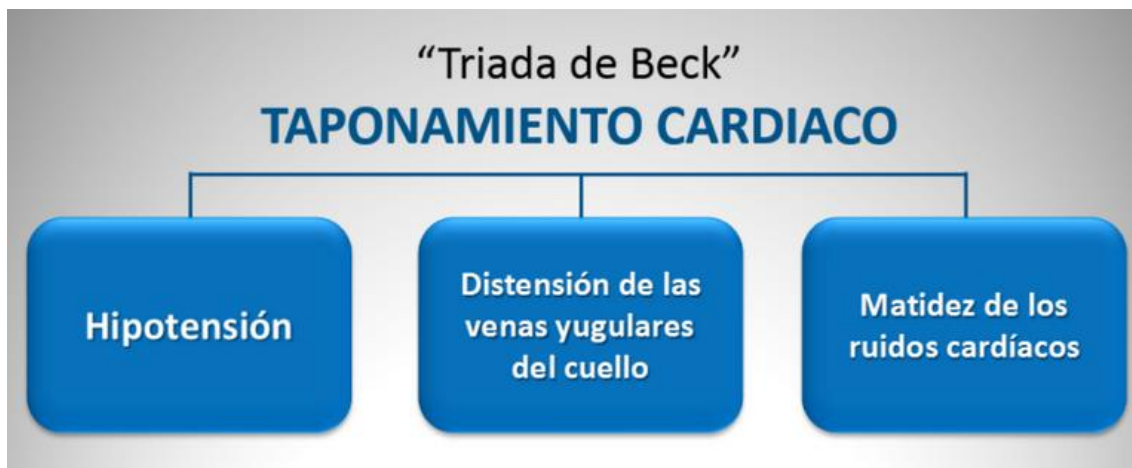 “Triada de Beck”
TAPONAMIENTO CARDIACO
Hipotensión
Distensión de las
venas yugulares
del cuello
Matidez de los
ruidos cardíacos